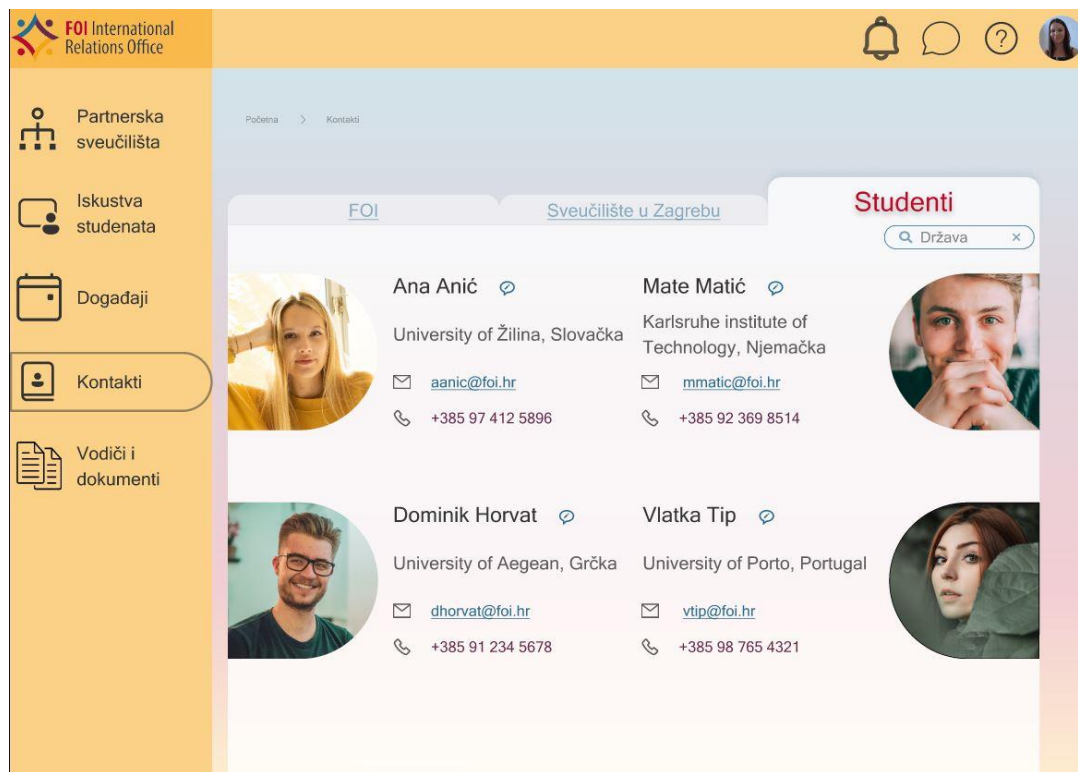 FOI International
Relations Office
Partnerska
sveučilišta
Iskustva
studenata
Događaji
Kontakti
Vodiči i
dokumenti
Početna > Kontakti
FOI
Sveučilište u Zagrebu
Studenti
Država ×
Ana Anić
University of Žilina, Slovačka
aanic@foi.hr
+385 97 412 5896
Mate Matić
Karlsruhe institute of
Technology, Njemačka
mmatic@foi.hr
+385 92 369 8514
Dominik Horvat
University of Aegean, Grčka
dhorvat@foi.hr
+385 91 234 5678
Vlatka Tip
University of Porto, Portugal
vtip@foi.hr
+385 98 765 4321